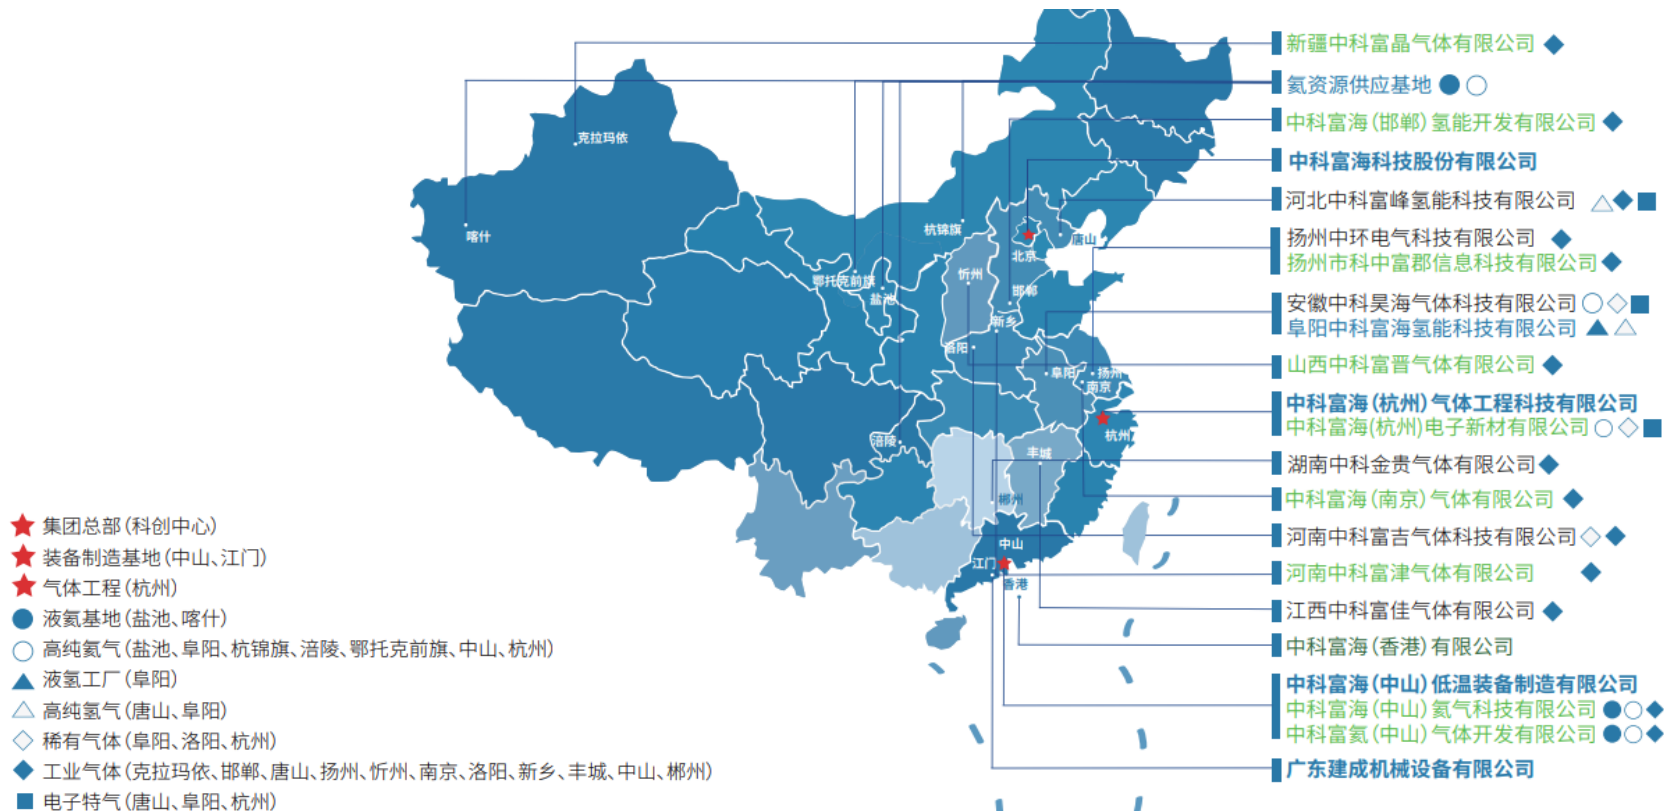 新疆中科富晶气体有限公司
氦资源供应基地
中科富海（邯郸）氢能开发有限公司
中科富海科技股份有限公司
河北中科富峰氢能科技有限公司
扬州中环电气科技有限公司
扬州市科中富郡信息科技有限公司
安徽中科昊海气体科技有限公司
阜阳中科富海氢能科技有限公司
山西中科富晋气体有限公司
中科富海（杭州）气体工程科技有限公司
中科富海(杭州)电子新材有限公司
湖南中科金贵气体有限公司
中科富海（南京）气体有限公司
河南中科富吉气体科技有限公司
河南中科富津气体有限公司
江西中科富佳气体有限公司
中科富海（香港）有限公司
中科富海（中山）低温装备制造有限公司
中科富海（中山）氦气科技有限公司
中科富氦（中山）气体开发有限公司
广东建成机械设备有限公司
克拉玛依
喀什
杭锦旗
唐山
北京
鄂托克前旗
忻州
盐池
邯郸
新乡
洛阳
阜阳
扬州
南京
杭州
涪陵
丰城
郴州
中山
江门
香港
集团总部（科创中心）
装备制造基地（中山、江门）
气体工程（杭州）
液氦基地（盐池、喀什）
高纯氦气（盐池、阜阳、杭锦旗、涪陵、鄂托克前旗、中山、杭州）
液氢工厂（阜阳）
高纯氢气（唐山、阜阳）
稀有气体（阜阳、洛阳、杭州）
工业气体（克拉玛依、邯郸、唐山、扬州、忻州、南京、洛阳、新乡、丰城、中山、郴州）
电子特气（唐山、阜阳、杭州）